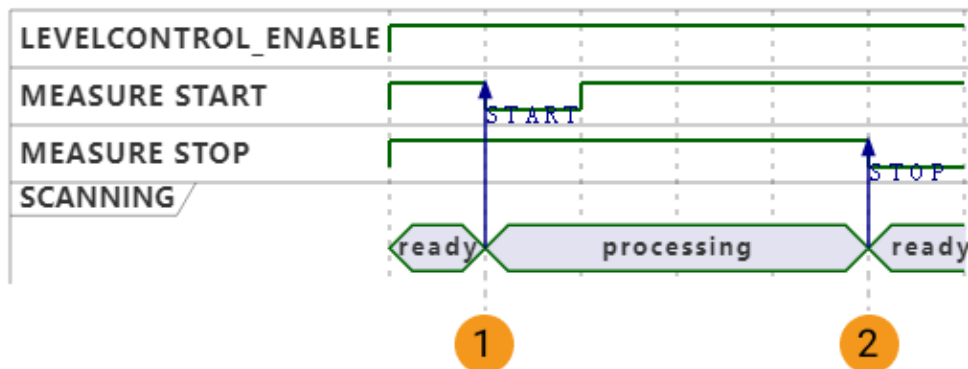 LEVELCONTROL_ENABLE
MEASURE START
START
MEASURE STOP
STOP
SCANNING
ready processing ready
1 2